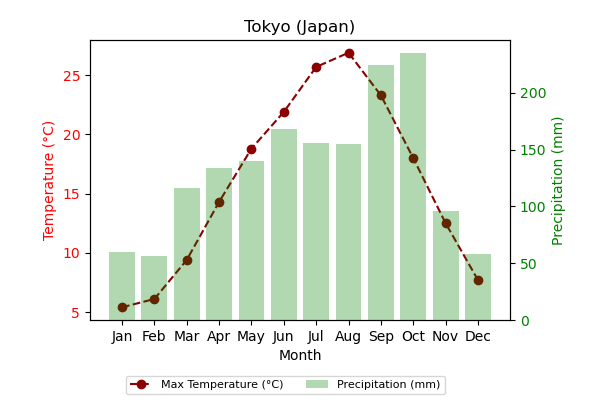 Tokyo (Japan)
Temperature (°C)
25
20
15
10
5
200
150
100
50
0
Precipitation (mm)
Jan Feb Mar Apr May Jun Jul Aug Sep Oct Nov Dec
Month
Max Temperature (°C) Precipitation (mm)